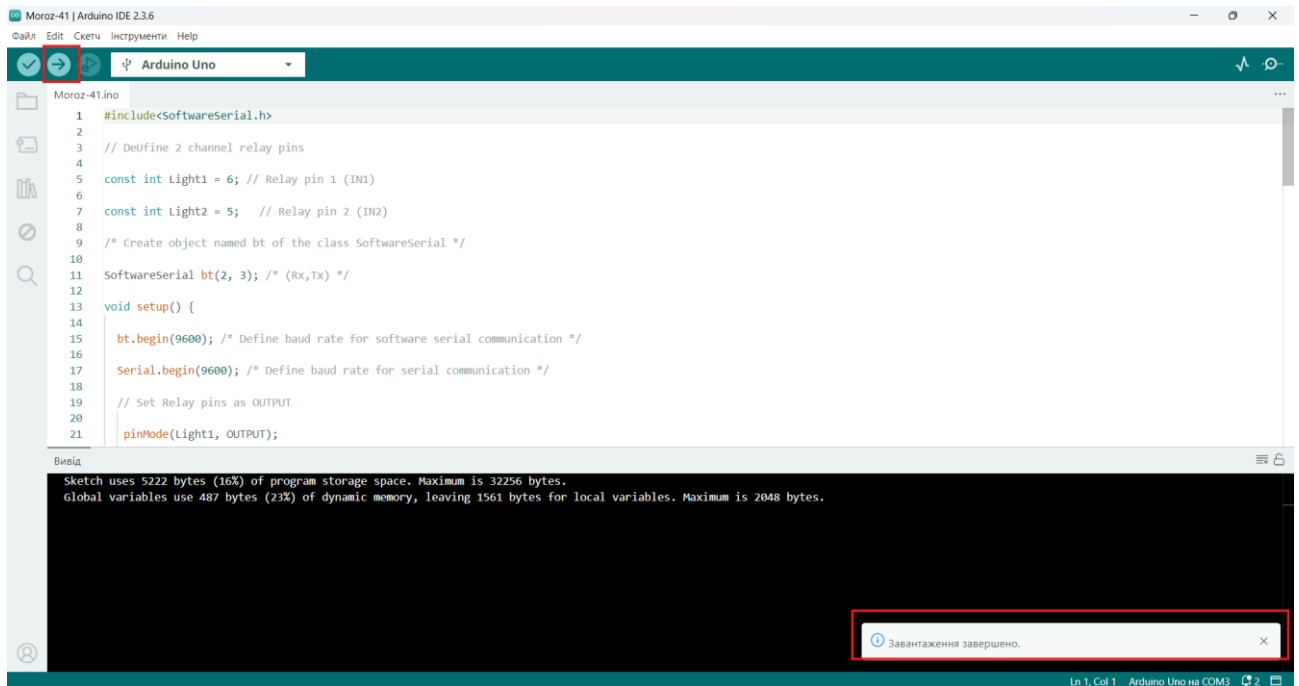 Moroz-41 | Arduino IDE 2.3.6
Файл Edit Скетч Інструменти Help
Arduino Uno
Moroz-41.ino
1 #include<SoftwareSerial.h>
2
3 // DeUfine 2 channel relay pins
4
5 const int Light1 = 6; // Relay pin 1 (IN1)
6
7 const int Light2 = 5; // Relay pin 2 (IN2)
8
9 /* Create object named bt of the class SoftwareSerial */
10
11 SoftwareSerial bt(2, 3); /* (Rx,Tx) */
12
13 void setup() {
14
15 bt.begin(9600); /* Define baud rate for software serial communication */
16
17 Serial.begin(9600); /* Define baud rate for serial communication */
18
19 // Set Relay pins as OUTPUT
20
21 pinMode(Light1, OUTPUT);
Вивід
Sketch uses 5222 bytes (16%) of program storage space. Maximum is 32256 bytes.
Global variables use 487 bytes (23%) of dynamic memory, leaving 1561 bytes for local variables. Maximum is 2048 bytes.
Завантаження завершено.
Ln 1, Col 1 Arduino Uno на COM3 2